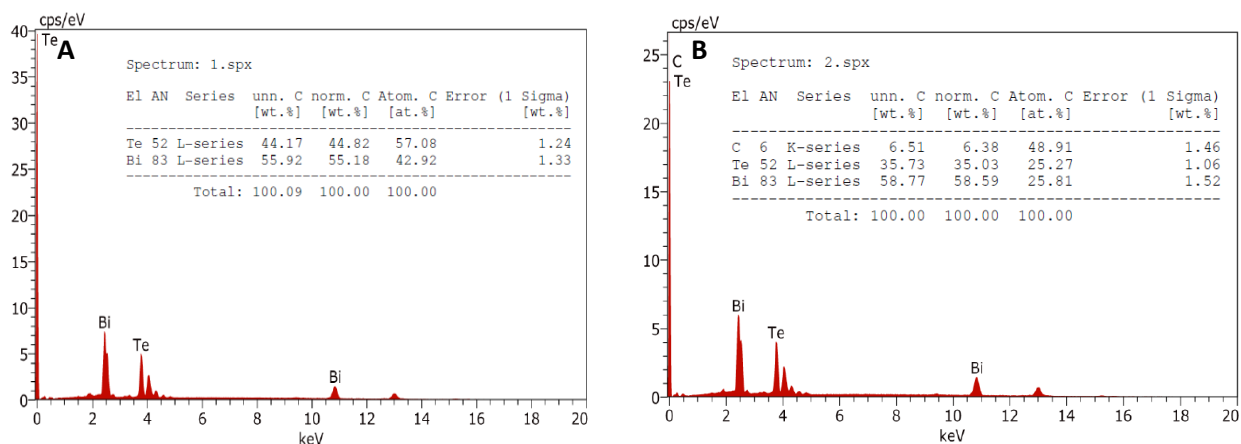 cps/eV
40
Te
A
Spectrum: 1.spx
El AN Series unn. C norm. C Atom. C Error (1 Sigma)
[wt.%] [wt.%] [at.%] [wt.%]
-----------------------------------------------
Te 52 L-series 44.17 44.82 57.08 1.24
Bi 83 L-series 55.92 55.18 42.92 1.33
-----------------------------------------------
Total: 100.09 100.00 100.00
35
30
25
20
15
10
5
0
Bi
Te
Bi
0 2 4 6 8 10 12 14 16 18 20
keV
cps/eV
B
C
Te
Spectrum: 2.spx
El AN Series unn. C norm. C Atom. C Error (1 Sigma)
[wt.%] [wt.%] [at.%] [wt.%]
-----------------------------------------------
C 6 K-series 6.51 6.38 48.91 1.46
Te 52 L-series 35.73 35.03 25.27 1.06
Bi 83 L-series 58.77 58.59 25.81 1.52
-----------------------------------------------
Total: 100.00 100.00 100.00
25
20
15
10
5
0
Bi
Te
Bi
0 2 4 6 8 10 12 14 16 18 20
keV